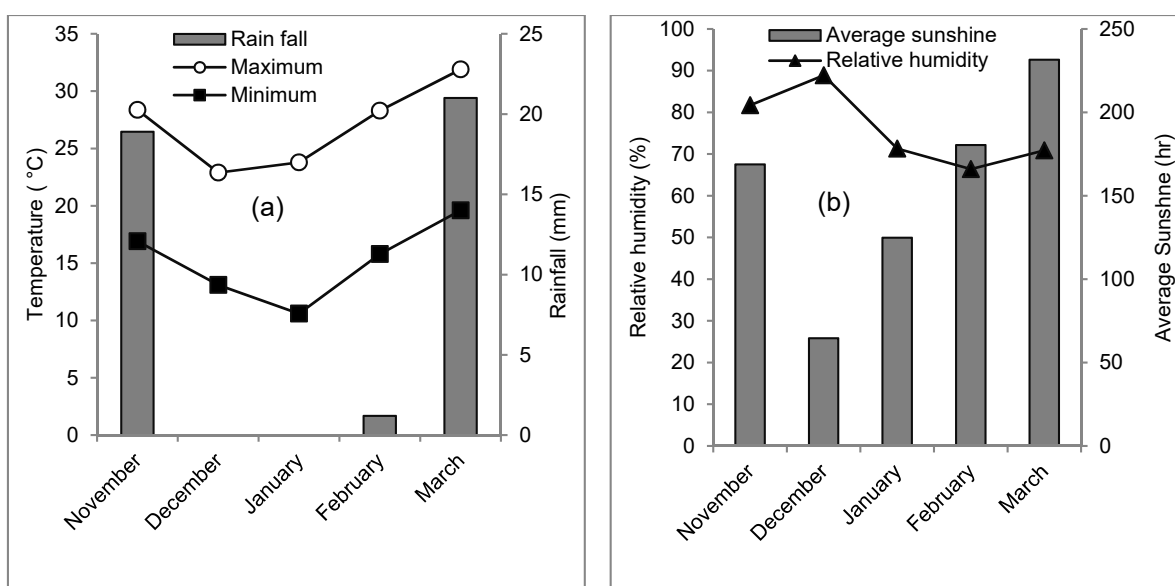 Rain fall
Maximum
Minimum
(a)
Temperature ( °C)
35
30
25
20
15
10
5
0
Rainfall (mm)
25
20
15
10
5
0
November
December
January
February
March
Average sunshine
Relative humidity
(b)
Relative humidity (%)
100
90
80
70
60
50
40
30
20
10
0
Average Sunshne (hr)
250
200
150
100
50
0
November
December
January
February
March